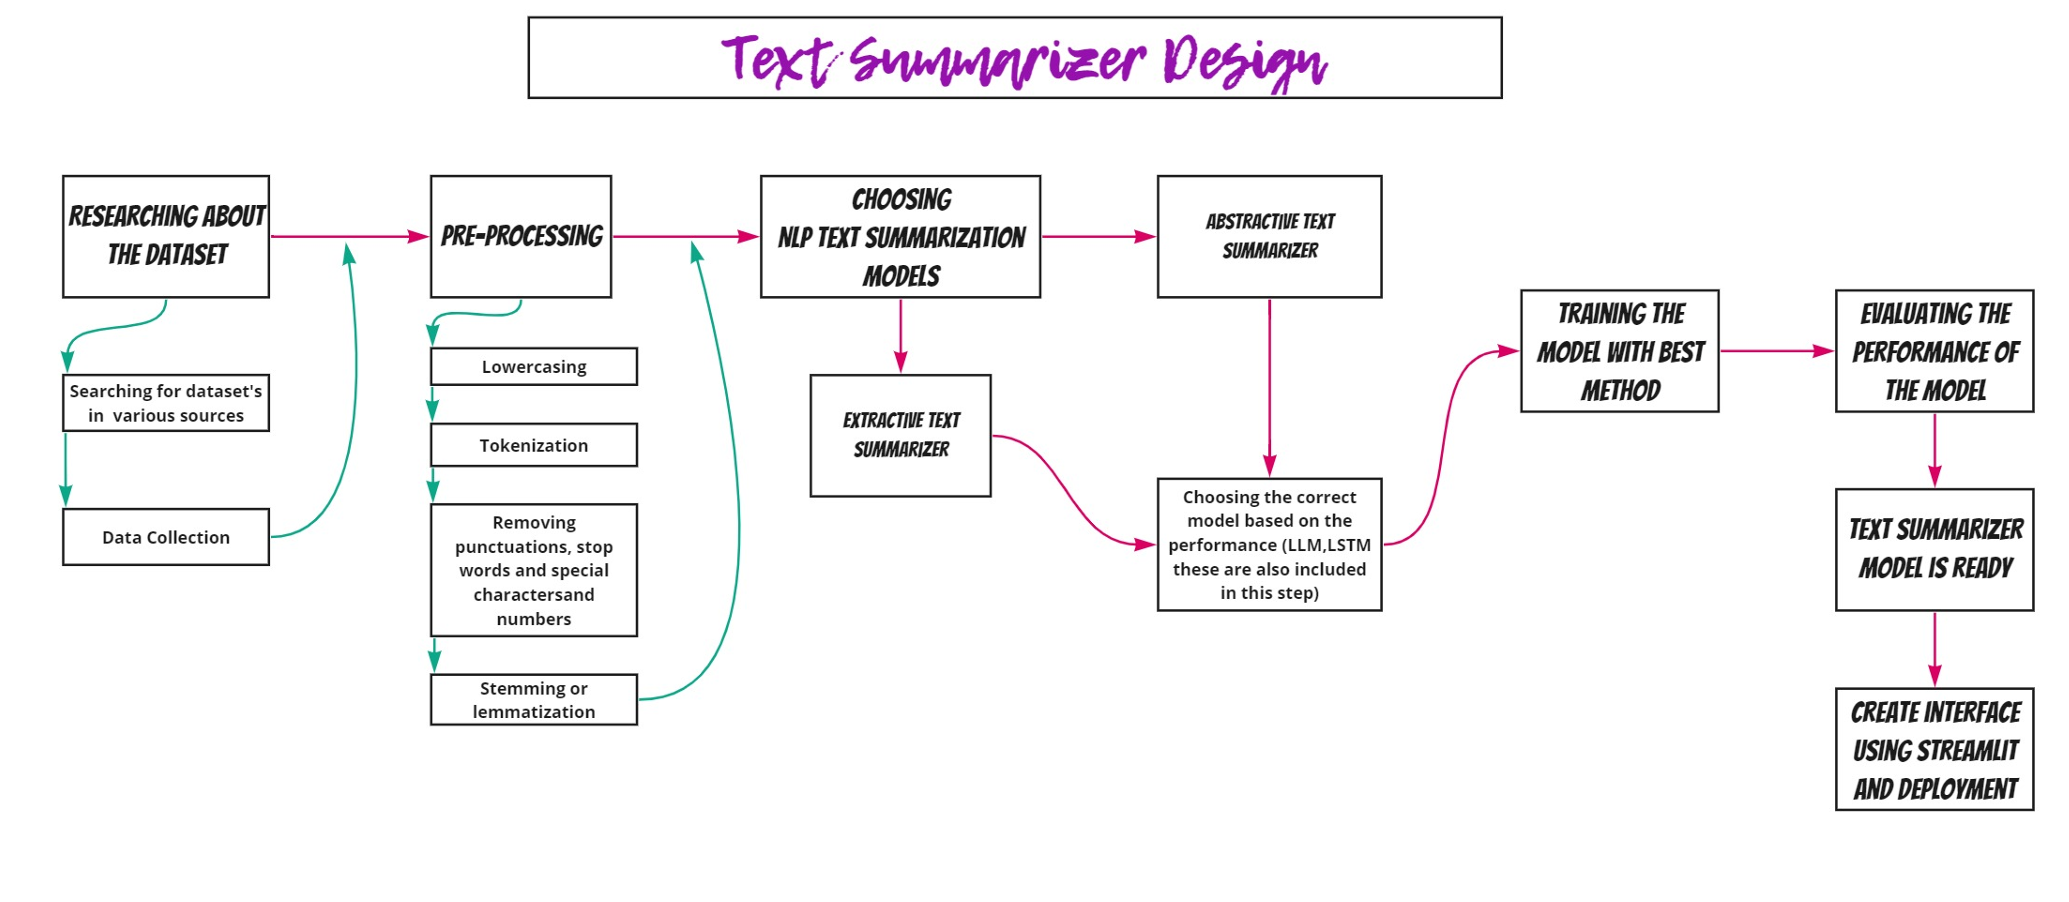 Text Summarizer Design
RESEARCHING ABOUT
THE DATASET
Searching for dataset's
in various sources
Data Collection
PRE-PROCESSING
Lowercasing
Tokenization
Removing
punctuations, stop
words and special
charactersand
numbers
Stemming or
lemmatization
CHOOSING
NLP TEXT SUMMARIZATION
MODELS
EXTRACTIVE TEXT
SUMMARIZER
ABSTRACTIVE TEXT
SUMMARIZER
Choosing the correct
model based on the
performance (LLM,LSTM
these are also included
in this step)
TRAINING THE
MODEL WITH BEST
METHOD
EVALUATING THE
PERFORMANCE OF
THE MODEL
TEXT SUMMARIZER
MODEL IS READY
CREATE INTERFACE
USING STREAMLIT
AND DEPLOYMENT